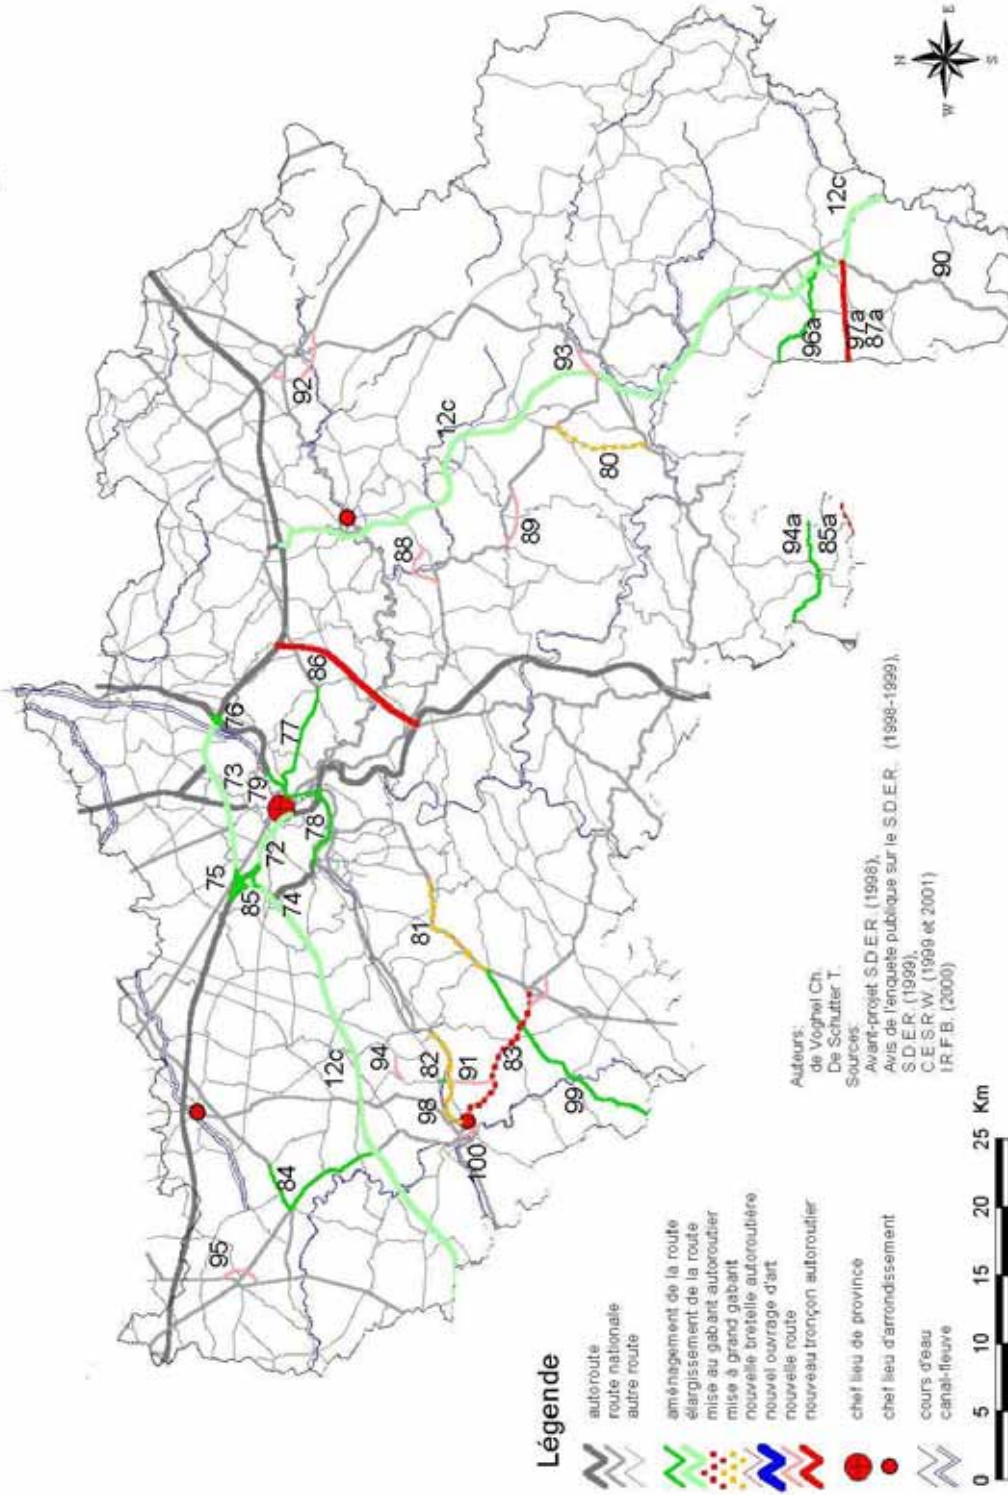 N
E
S
W
76
73
79
77
86
75
85
72
78
74
92
12c
93
88
89
80
96a
97a
87a
12c
90
94a
85a
81
82
94
12c
98
91
83
99
100
84
95
Légende
autoroute
route nationale
autre route
aménagement de la route
élargissement de la route
mise au gabarit autoroutier
mise à grand gabarit
nouvelle bretelle autoroutière
nouvel ouvrage d'art
nouvelle route
nouveau tronçon autoroutier
chef lieu de province
chef lieu d'arrondissement
cours d'eau
canal-fleuve
0 5 10 15 20 25 Km
Auteurs:
de Voghel Ch.
De Schutter T.
Sources:
Avant-projet S.D.E.R. (1998),
Avis de l'enquete publique sur le S.D.E.R. (1998-1999),
S.D.E.R. (1999),
C.E.S.R.W. (1999 et 2001)
I.R.F.B. (2000)